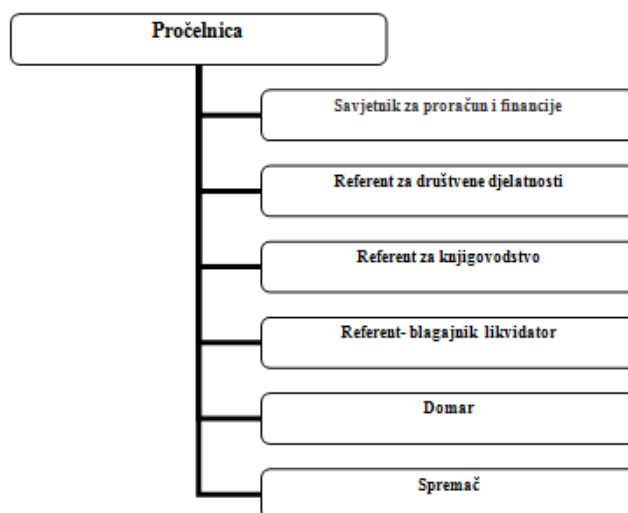 Pročelnica
Savjetnik za proračun i financije
Referent za društvene djelatnosti
Referent za knjigovodstvo
Referent- blagajnik likvidator
Domar
Spremač